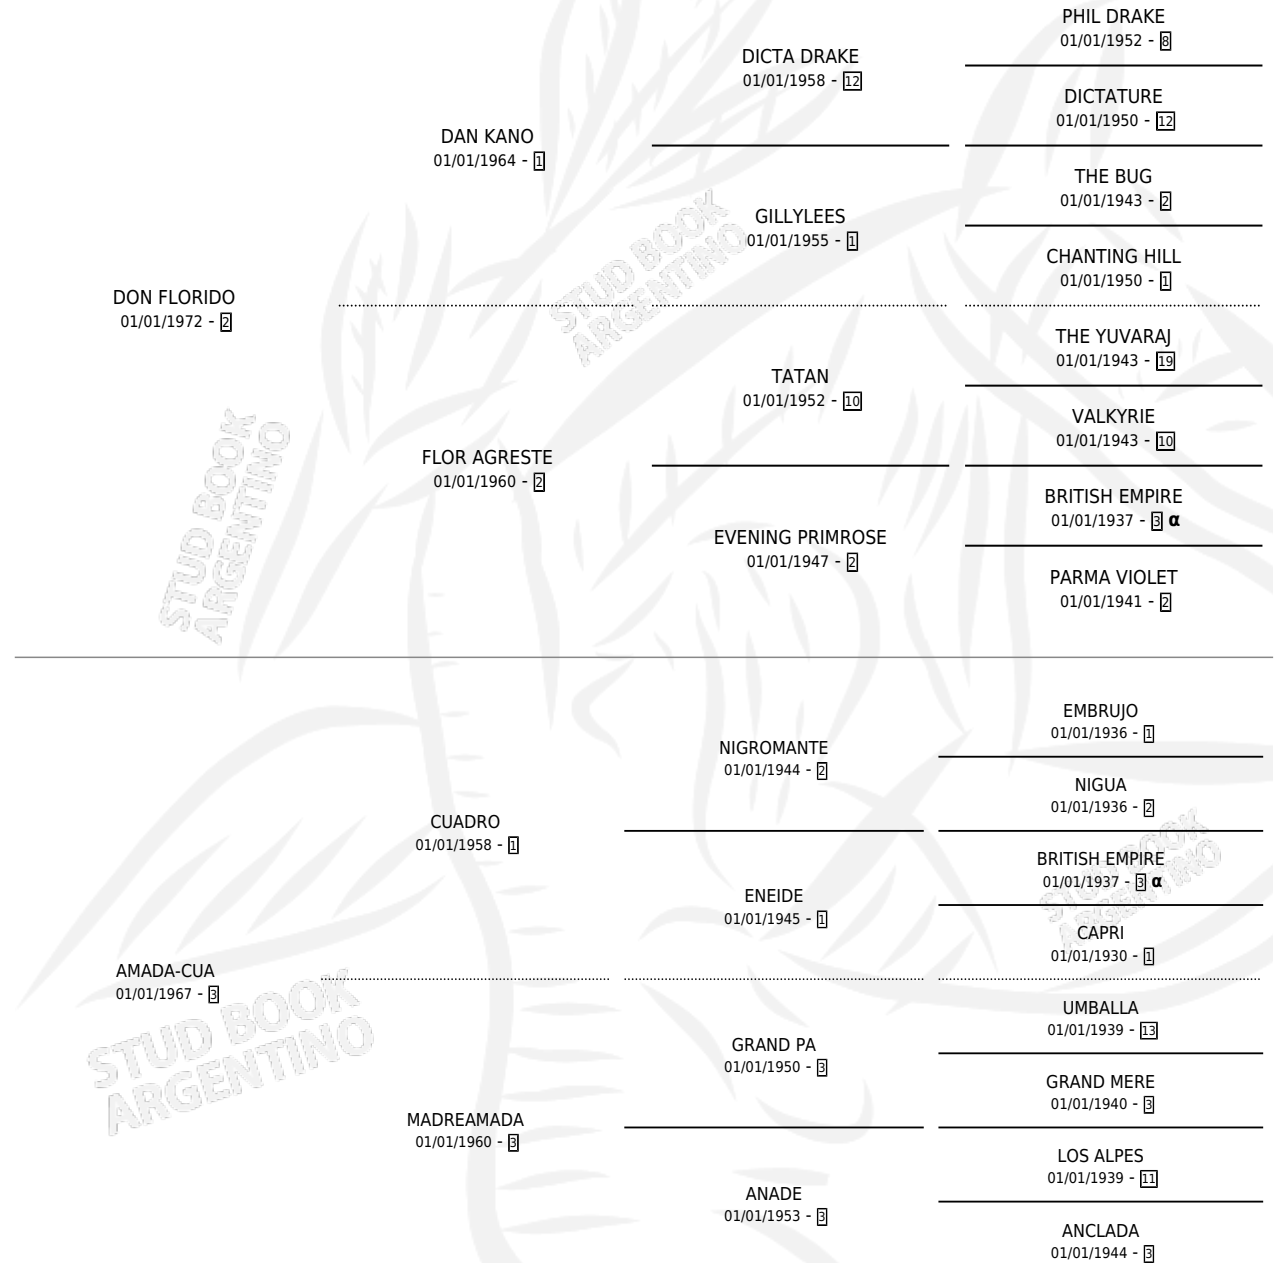 PHIL DRAKE
01/01/1952 - 8
DICTA DRAKE
01/01/1958 - 12
DICTATURE
01/01/1950 - 12
DAN KANO
01/01/1964 - 1
THE BUG
01/01/1943 - 2
GILLYLEES
01/01/1955 - 1
CHANTING HILL
01/01/1950 - 1
DON FLORIDO
01/01/1972 - 2
THE YUVARAJ
01/01/1943 - 19
TATAN
01/01/1952 - 10
VALKYRIE
01/01/1943 - 10
FLOR AGRESTE
01/01/1960 - 2
BRITISH EMPIRE
01/01/1937 - 3 α
EVENING PRIMROSE
01/01/1947 - 2
PARMA VIOLET
01/01/1941 - 2
EMBRUJO
01/01/1936 - 1
NIGROMANTE
01/01/1944 - 2
NIGUA
01/01/1936 - 2
CUADRO
01/01/1958 - 1
BRITISH EMPIRE
01/01/1937 - 3 α
ENEIDE
01/01/1945 - 1
CAPRI
01/01/1930 - 1
AMADA-CUA
01/01/1967 - 3
UMBALLA
01/01/1939 - 13
GRAND PA
01/01/1950 - 3
GRAND MERE
01/01/1940 - 3
MADREAMADA
01/01/1960 - 3
LOS ALPES
01/01/1939 - 11
ANADE
01/01/1953 - 3
ANCLADA
01/01/1944 - 3
STUD BOOK
ARGENTINO
STUD BOOK
ARGENTINO
STUD BOOK
ARGENTINO
STUD BOOK
ARGENTINO